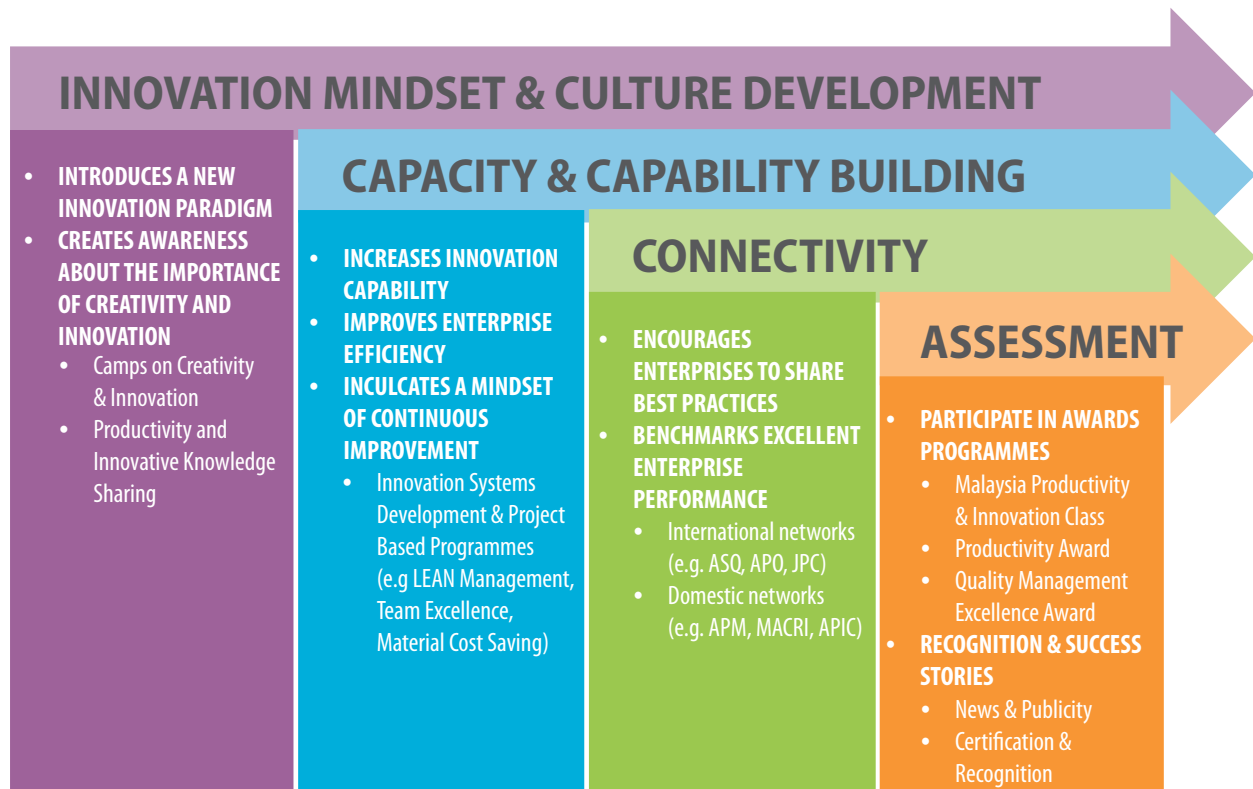 INNOVATION MINDSET & CULTURE DEVELOPMENT
• INTRODUCES A NEW
INNOVATION PARADIGM
• CREATES AWARENESS
ABOUT THE IMPORTANCE
OF CREATIVITY AND
INNOVATION
• Camps on Creativity
& Innovation
• Productivity and
Innovative Knowledge
Sharing
CAPACITY & CAPABILITY BUILDING
• INCREASES INNOVATION
CAPABILITY
• IMPROVES ENTERPRISE
EFFICIENCY
• INCULCATES A MINDSET
OF CONTINUOUS
IMPROVEMENT
• Innovation Systems
Development & Project
Based Programmes
(e.g LEAN Management,
Team Excellence,
Material Cost Saving)
CONNECTIVITY
• ENCOURAGES
ENTERPRISES TO SHARE
BEST PRACTICES
• BENCHMARKS EXCELLENT
ENTERPRISE
PERFORMANCE
• International networks
(e.g. ASQ, APO, JPC)
• Domestic networks
(e.g. APM, MACRI, APIC)
ASSESSMENT
• PARTICIPATE IN AWARDS
PROGRAMMES
• Malaysia Productivity
& Innovation Class
• Productivity Award
• Quality Management
Excellence Award
• RECOGNITION & SUCCESS
STORIES
• News & Publicity
• Certification &
Recognition